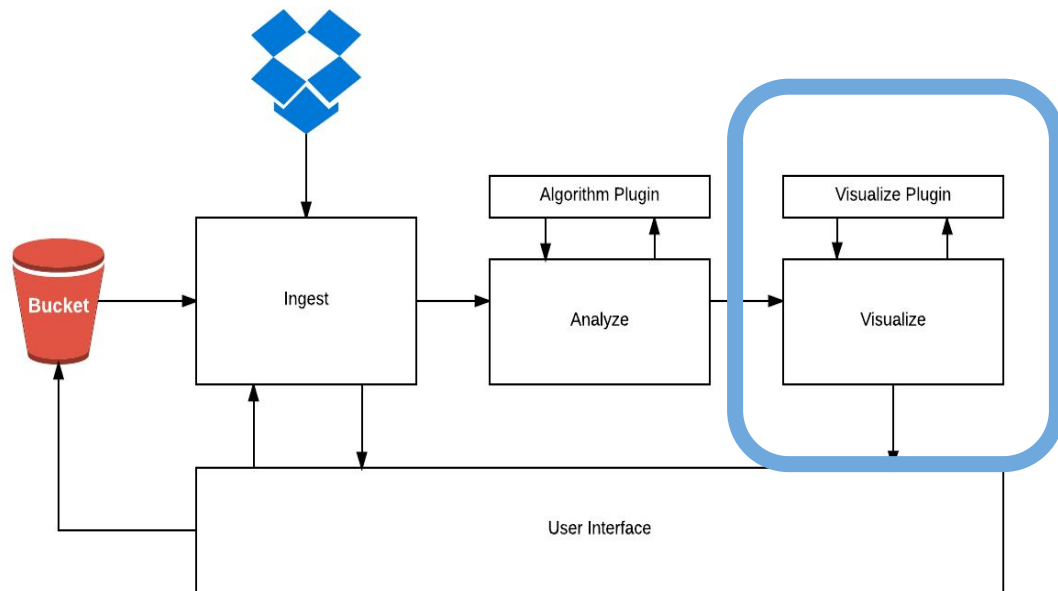 Algorithm Plugin
Visualize Plugin
Bucket
Ingest
Analyze
Visualize
User Interface